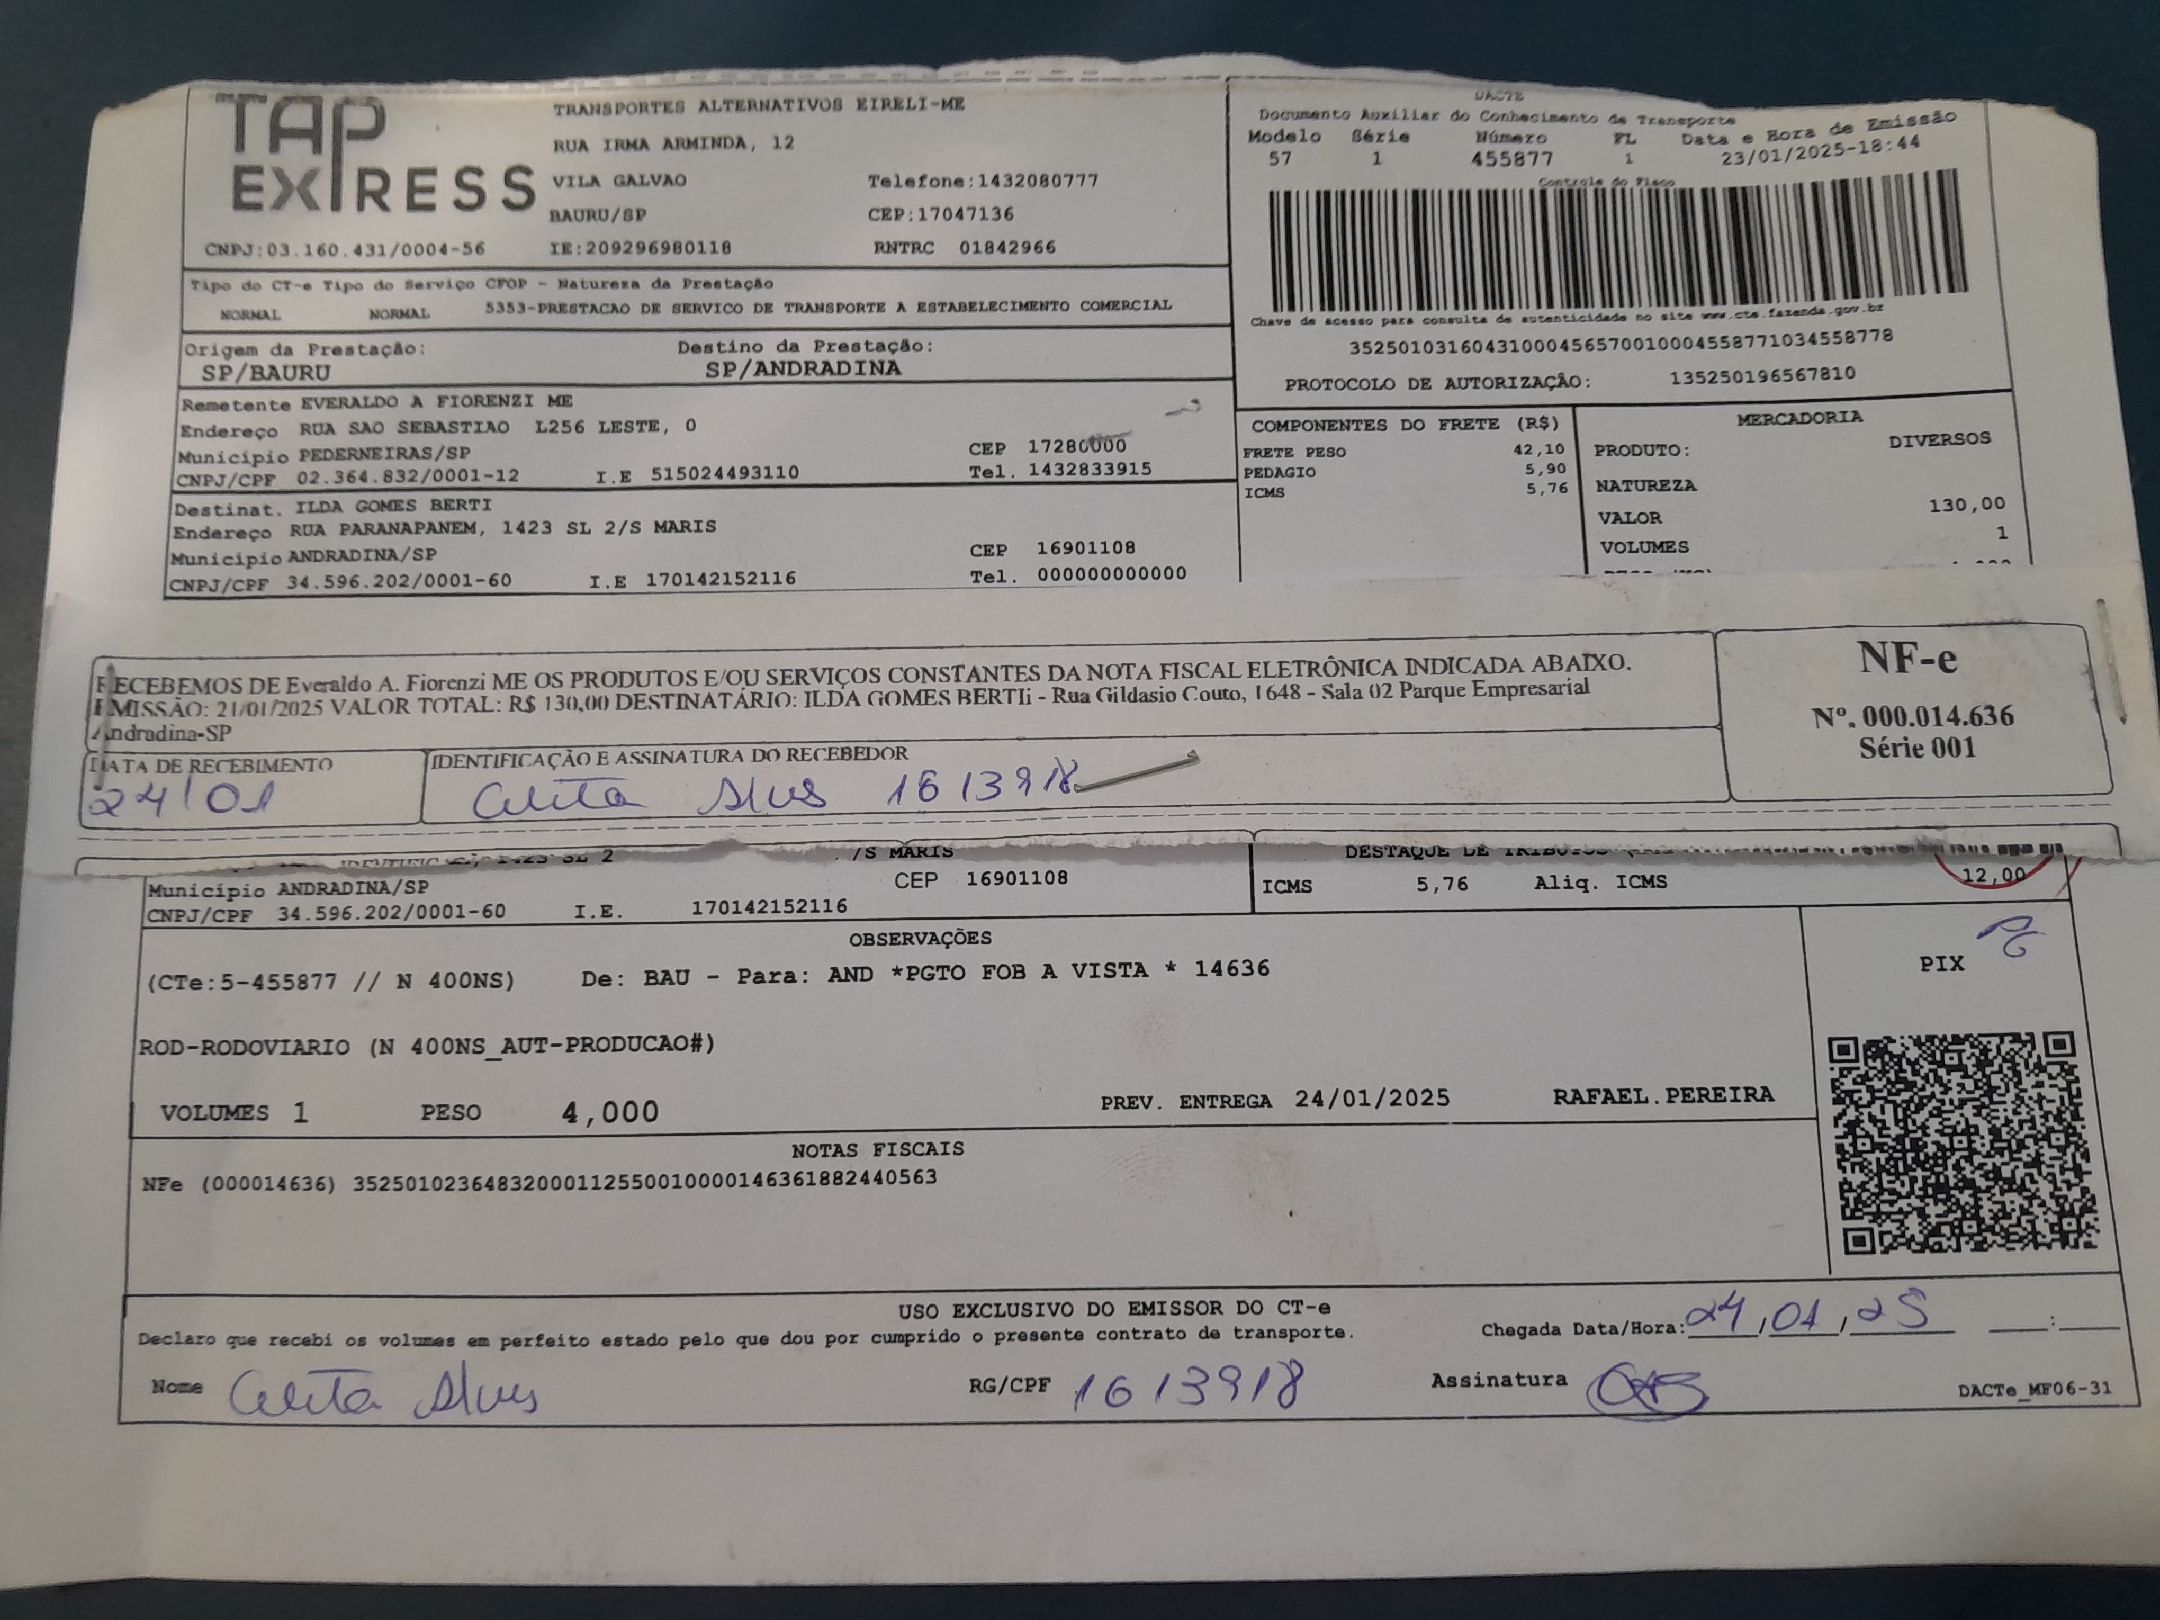 TAP
EXPRESS
TRANSPORTES ALTERNATIVOS EIRELI-ME
RUA IRMA ARMINDA, 12
VILA GALVAO Telefone:1432080777
BAURU/SP CEP:17047136
CNPJ:03.160.431/0004-56 IE:209296980118 RNTRC 01842966
DACTE
Documento Auxiliar do Conhecimento de Transporte
Modelo Série Número FL Data e Hora de Emissão
57 1 455877 1 23/01/2025-18:44
Controle do Fisco
Chave de acesso para consulta de autenticidade no site www.cte.fazenda.gov.br
35250103160431000456570010004558771034558778
PROTOCOLO DE AUTORIZAÇÃO: 135250196567810
Tipo do CT-e Tipo do Serviço CFOP - Natureza da Prestação
NORMAL NORMAL 5353-PRESTACAO DE SERVICO DE TRANSPORTE A ESTABELECIMENTO COMERCIAL
Origem da Prestação: Destino da Prestação:
SP/BAURU SP/ANDRADINA
Remetente EVERALDO A FIORENZI ME
Endereço RUA SAO SEBASTIAO L256 LESTE, 0
Município PEDERNEIRAS/SP CEP 17280000
CNPJ/CPF 02.364.832/0001-12 I.E 515024493110 Tel. 1432833915
Destinat. ILDA GOMES BERTI
Endereço RUA PARANAPANEM, 1423 SL 2/S MARIS
Município ANDRADINA/SP CEP 16901108
CNPJ/CPF 34.596.202/0001-60 I.E 170142152116 Tel. 000000000000
COMPONENTES DO FRETE (R$)
FRETE PESO 42,10
PEDAGIO 5,90
ICMS 5,76
MERCADORIA
PRODUTO: DIVERSOS
NATUREZA
VALOR 130,00
VOLUMES 1
RECEBEMOS DE Everaldo A. Fiorenzi ME OS PRODUTOS E/OU SERVIÇOS CONSTANTES DA NOTA FISCAL ELETRÔNICA INDICADA ABAIXO.
EMISSÃO: 21/01/2025 VALOR TOTAL: R$ 130,00 DESTINATÁRIO: ILDA GOMES BERTIi - Rua Gildasio Couto, 1648 - Sala 02 Parque Empresarial
Andradina-SP
DATA DE RECEBIMENTO IDENTIFICAÇÃO E ASSINATURA DO RECEBEDOR
24/01 1613918
NF-e
Nº. 000.014.636
Série 001
/S MARIS
Município ANDRADINA/SP CEP 16901108
CNPJ/CPF 34.596.202/0001-60 I.E. 170142152116
DESTAQUE DE
ICMS 5,76 Aliq. ICMS 12,00
OBSERVAÇÕES
(CTe:5-455877 // N 400NS) De: BAU - Para: AND *PGTO FOB A VISTA * 14636
ROD-RODOVIARIO (N 400NS_AUT-PRODUCAO#)
VOLUMES 1 PESO 4,000 PREV. ENTREGA 24/01/2025 RAFAEL.PEREIRA
PIX
NOTAS FISCAIS
NFe (000014636) 35250102364832000112550010000146361882440563
USO EXCLUSIVO DO EMISSOR DO CT-e
Declaro que recebi os volumes em perfeito estado pelo que dou por cumprido o presente contrato de transporte.
Chegada Data/Hora: 24/01/25 __:__
Nome RG/CPF 1613918 Assinatura
DACTe_MF06-31